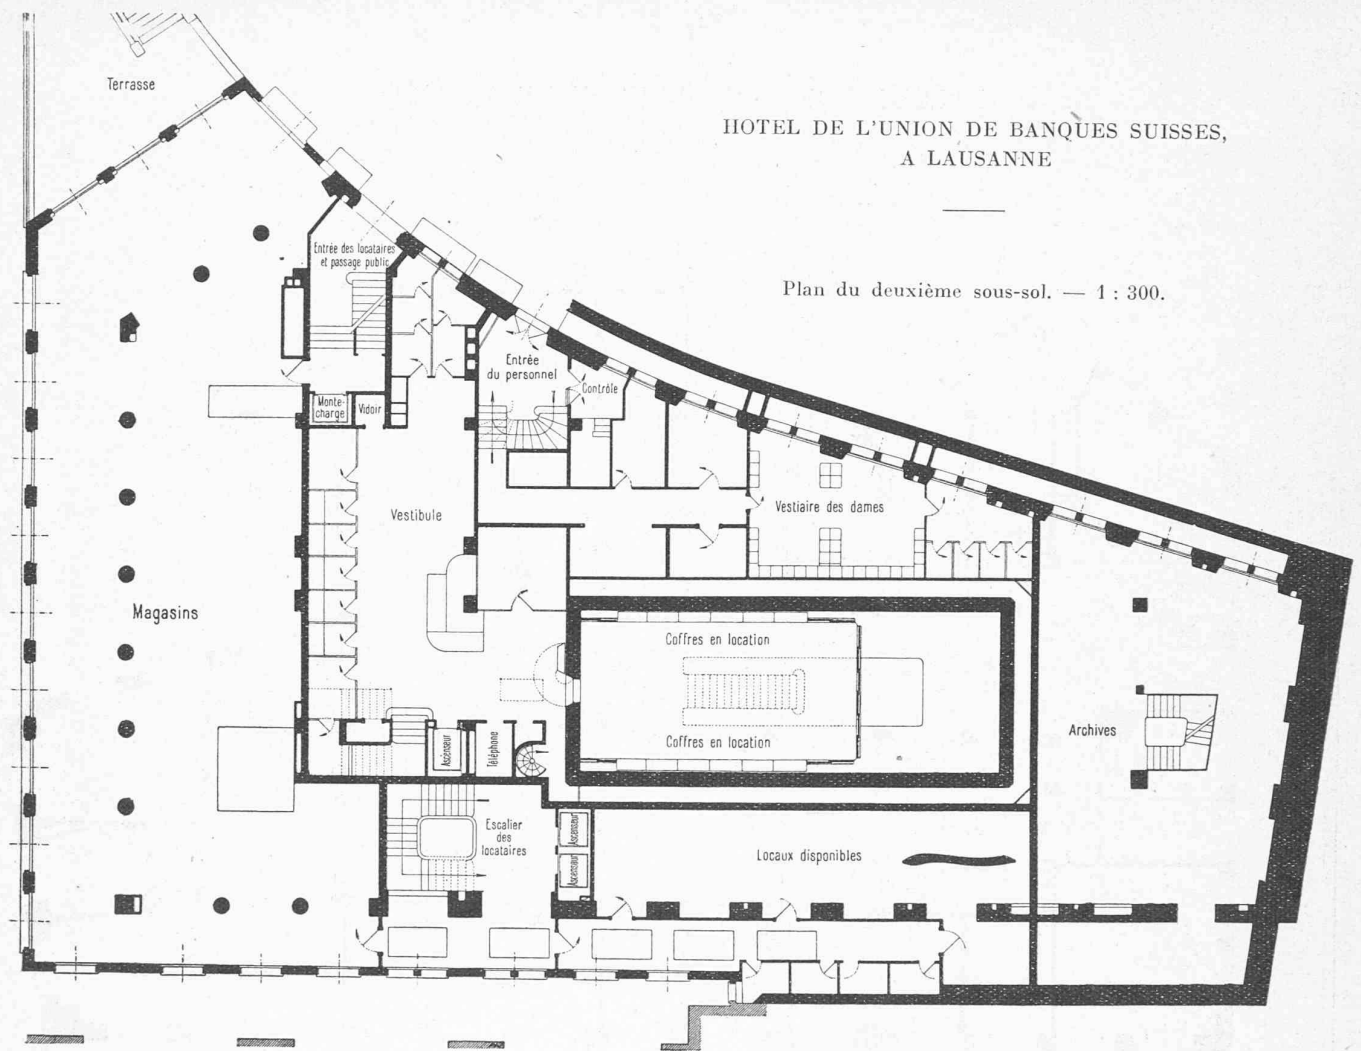 Terrasse
HOTEL DE L'UNION DE BANQUES SUISSES,
A LAUSANNE
Plan du deuxième sous-sol. — 1 : 300.
Entrée des locataires
et passage public
Entrée
du personnel
Contrôle
Monte-
charge
Vidoir
Vestibule
Vestiaire des dames
Magasins
Coffres en location
Coffres en location
Archives
Ascenseur
Téléphone
Escalier
des
locataires
Ascenseur
Ascenseur
Locaux disponibles